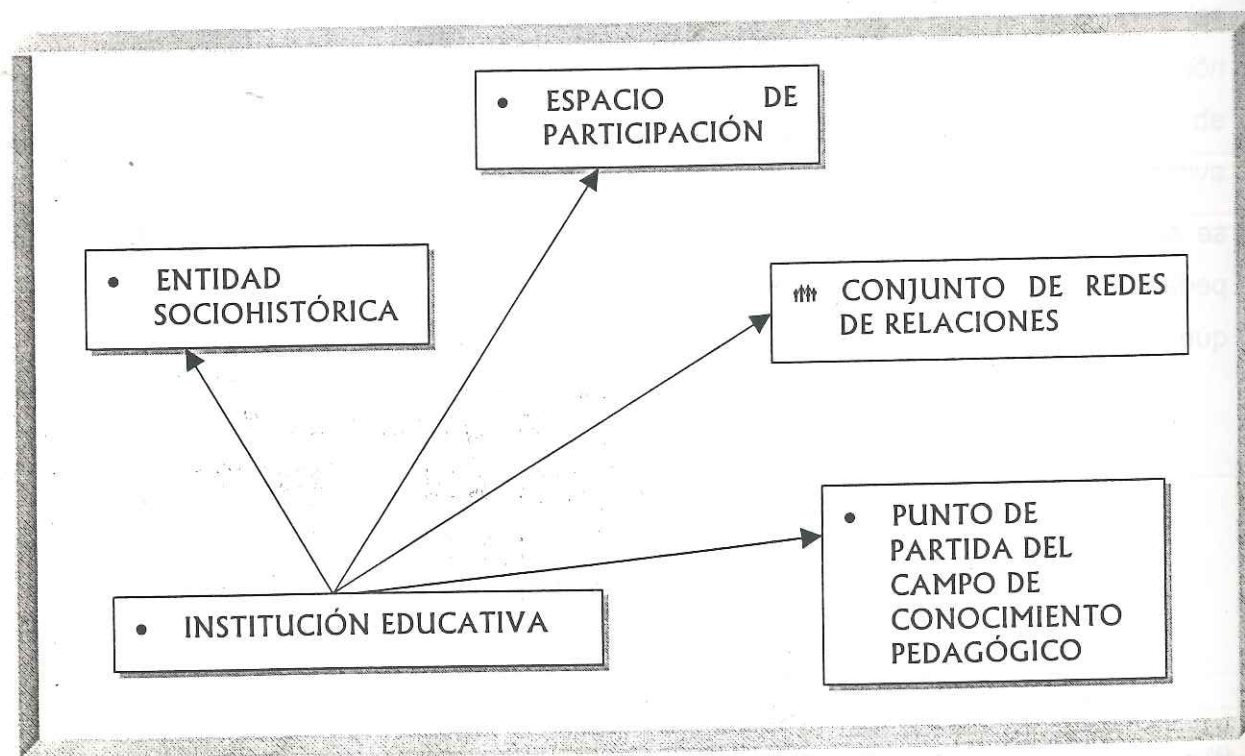 • ESPACIO DE
PARTICIPACIÓN
• ENTIDAD
SOCIOHISTÓRICA
CONJUNTO DE REDES
DE RELACIONES
• PUNTO DE
PARTIDA DEL
CAMPO DE
CONOCIMIENTO
PEDAGÓGICO
• INSTITUCIÓN EDUCATIVA